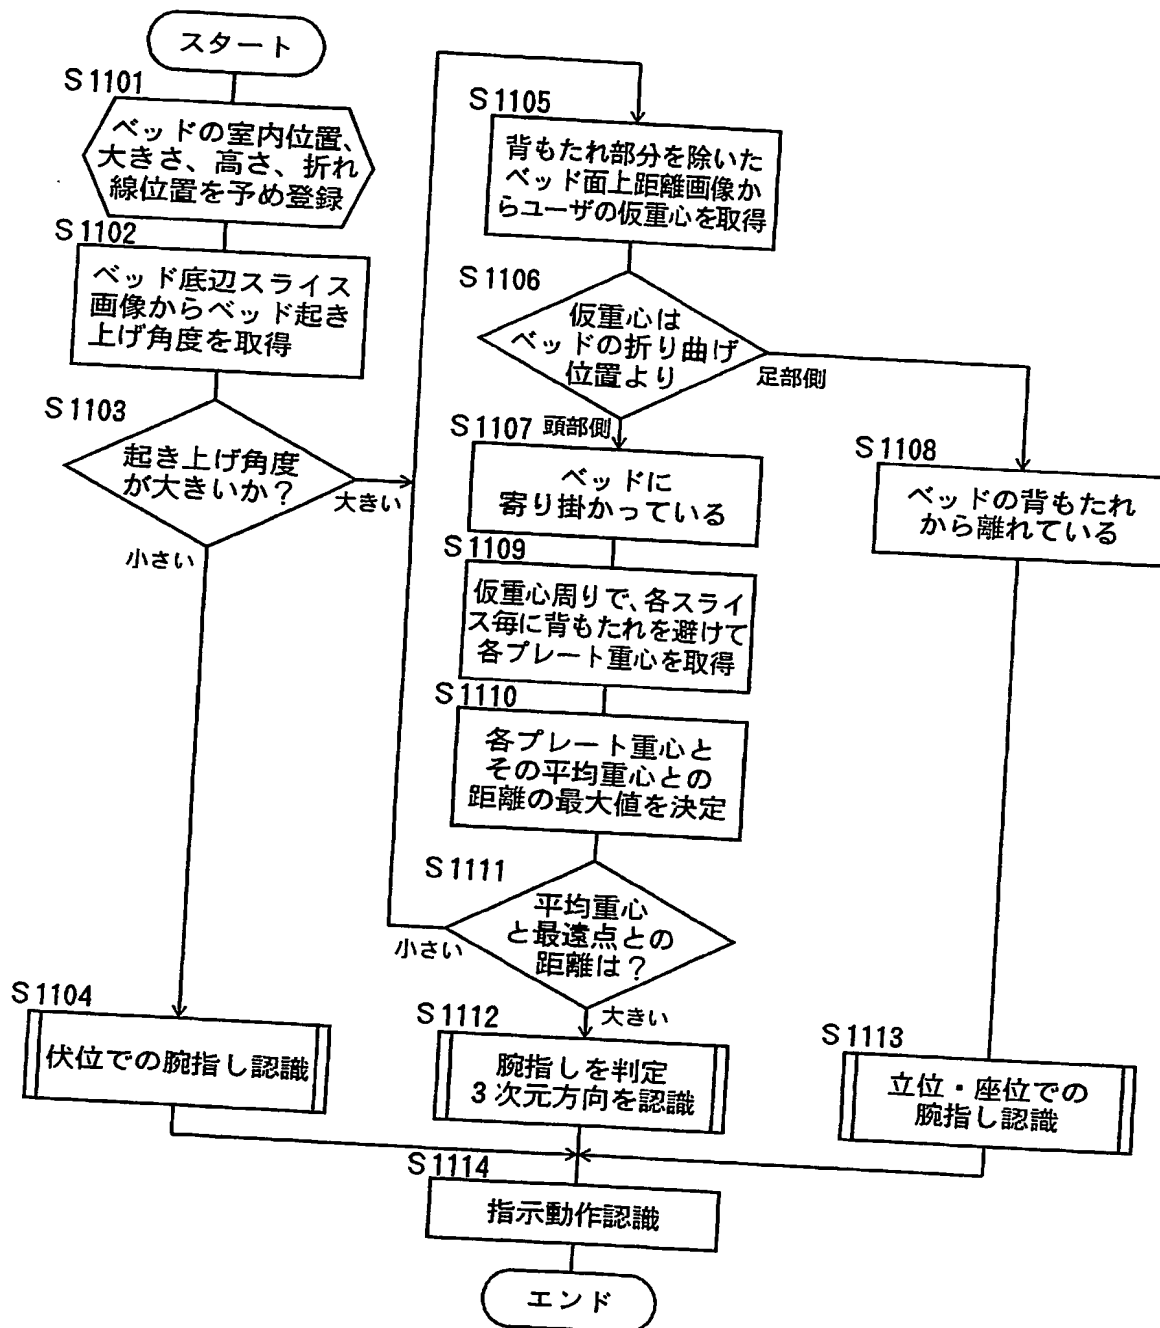 スタート
S1101
ベッドの室内位置、
大きさ、高さ、折れ
線位置を予め登録
S1102
ベッド底辺スライス
画像からベッド起き
上げ角度を取得
S1103
起き上げ角度
が大きいか？
大きい
小さい
S1104
伏位での腕指し認識
S1105
背もたれ部分を除いた
ベッド面上距離画像か
らユーザの仮重心を取得
S1106
仮重心は
ベッドの折り曲げ
位置より
足部側
頭部側
S1107
ベッドに
寄り掛かっている
S1108
ベッドの背もたれ
から離れている
S1109
仮重心周りで、各スライ
ス毎に背もたれを避けて
各プレート重心を取得
S1110
各プレート重心と
その平均重心との
距離の最大値を決定
S1111
平均重心
と最遠点との
距離は？
小さい
大きい
S1112
腕指しを判定
3次元方向を認識
S1113
立位・座位での
腕指し認識
S1114
指示動作認識
エンド